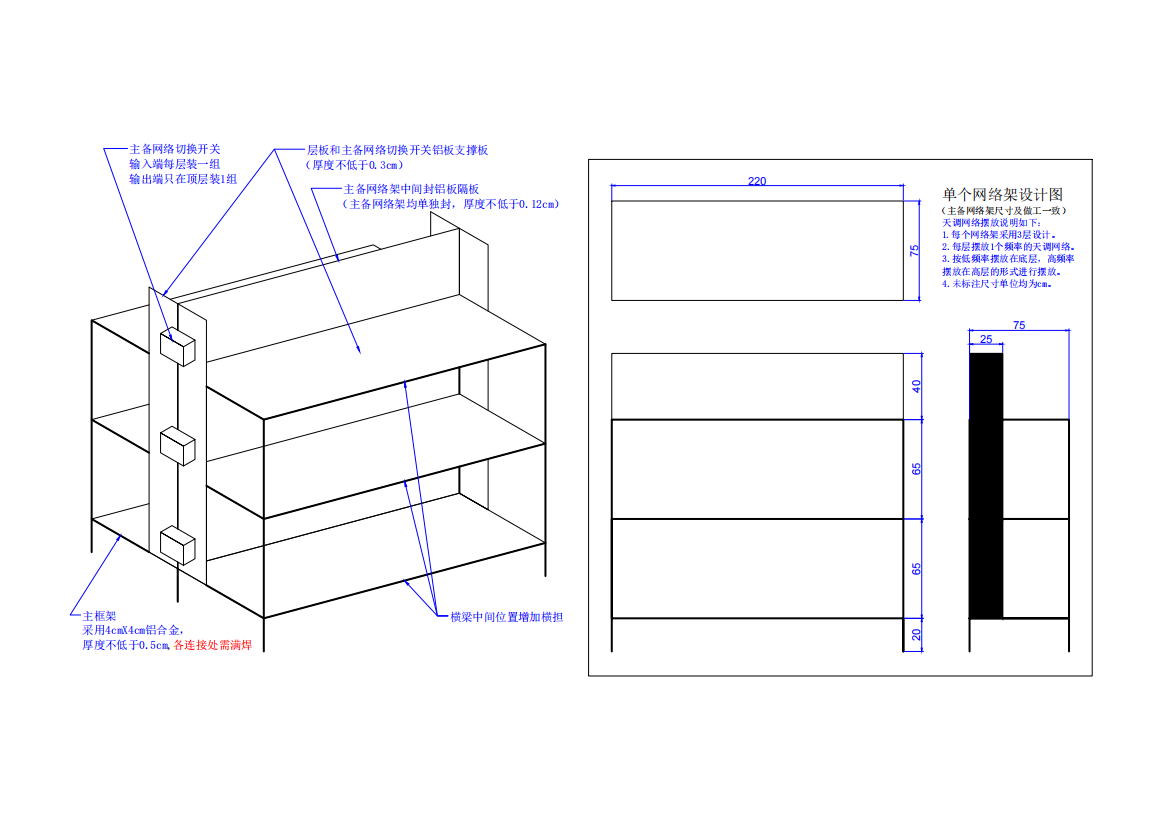 主备网络切换开关
输入端每层装一组
输出端只在顶层装1组
层板和主备网络切换开关铝板支撑板
（厚度不低于0.3cm）
主备网络架中间封铝板隔板
（主备网络架均单独封，厚度不低于0.12cm）
主框架
采用4cmX4cm铝合金，
厚度不低于0.5cm,各连接处需满焊
横梁中间位置增加横担
220
75
单个网络架设计图
（主备网络架尺寸及做工一致）
天调网络摆放说明如下：
1.每个网络架采用3层设计。
2.每层摆放1个频率的天调网络。
3.按低频率摆放在底层，高频率
摆放在高层的形式进行摆放。
4.未标注尺寸单位均为cm。
40
65
65
20
75
25